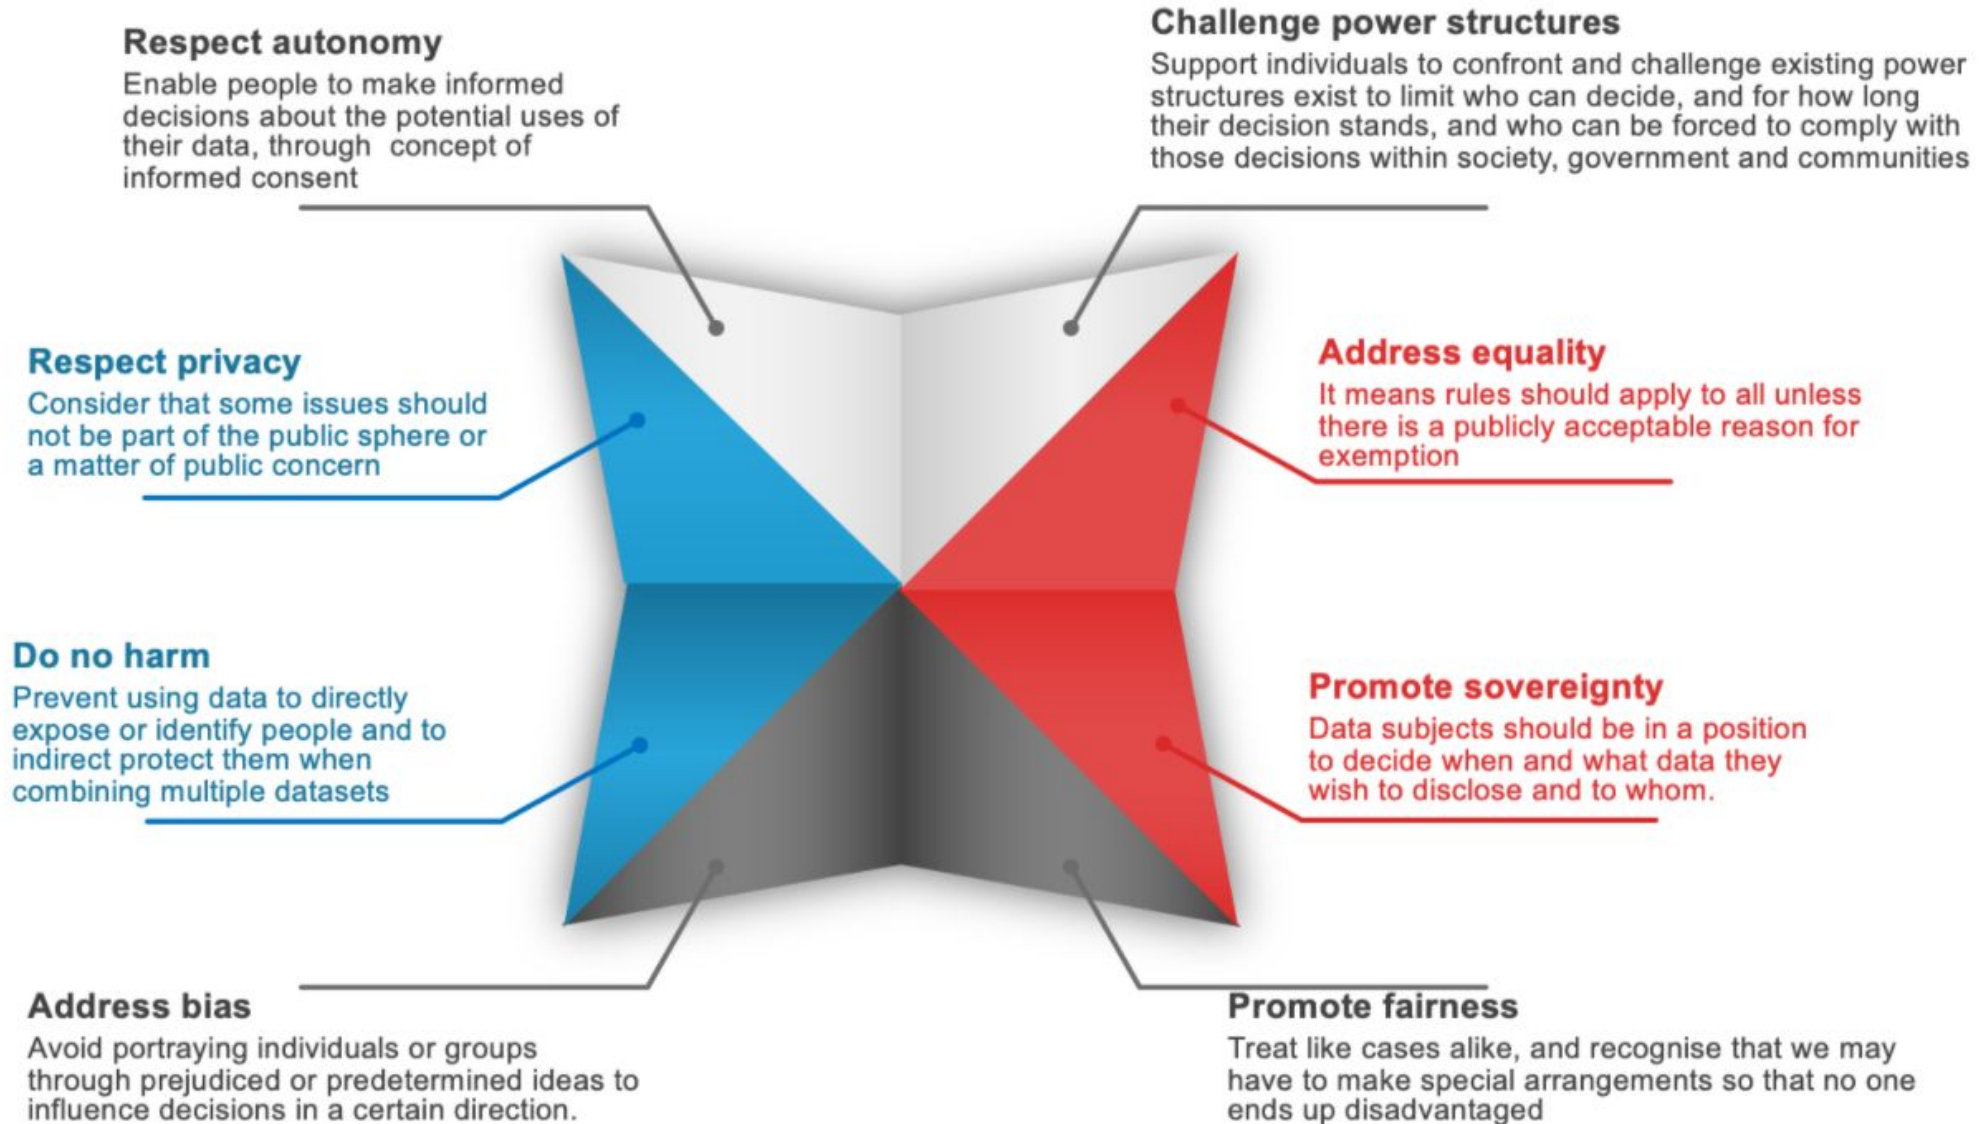 Respect autonomy
Enable people to make informed
decisions about the potential uses of
their data, through  concept of
informed consent
Challenge power structures
Support individuals to confront and challenge existing power
structures exist to limit who can decide, and for how long
their decision stands, and who can be forced to comply with
those decisions within society, government and communities
Respect privacy
Consider that some issues should
not be part of the public sphere or
a matter of public concern
Address equality
It means rules should apply to all unless
there is a publicly acceptable reason for
exemption
Do no harm
Prevent using data to directly
expose or identify people and to
indirect protect them when
combining multiple datasets
Promote sovereignty
Data subjects should be in a position
to decide when and what data they
wish to disclose and to whom.
Address bias
Avoid portraying individuals or groups
through prejudiced or predetermined ideas to
influence decisions in a certain direction.
Promote fairness
Treat like cases alike, and recognise that we may
have to make special arrangements so that no one
ends up disadvantaged